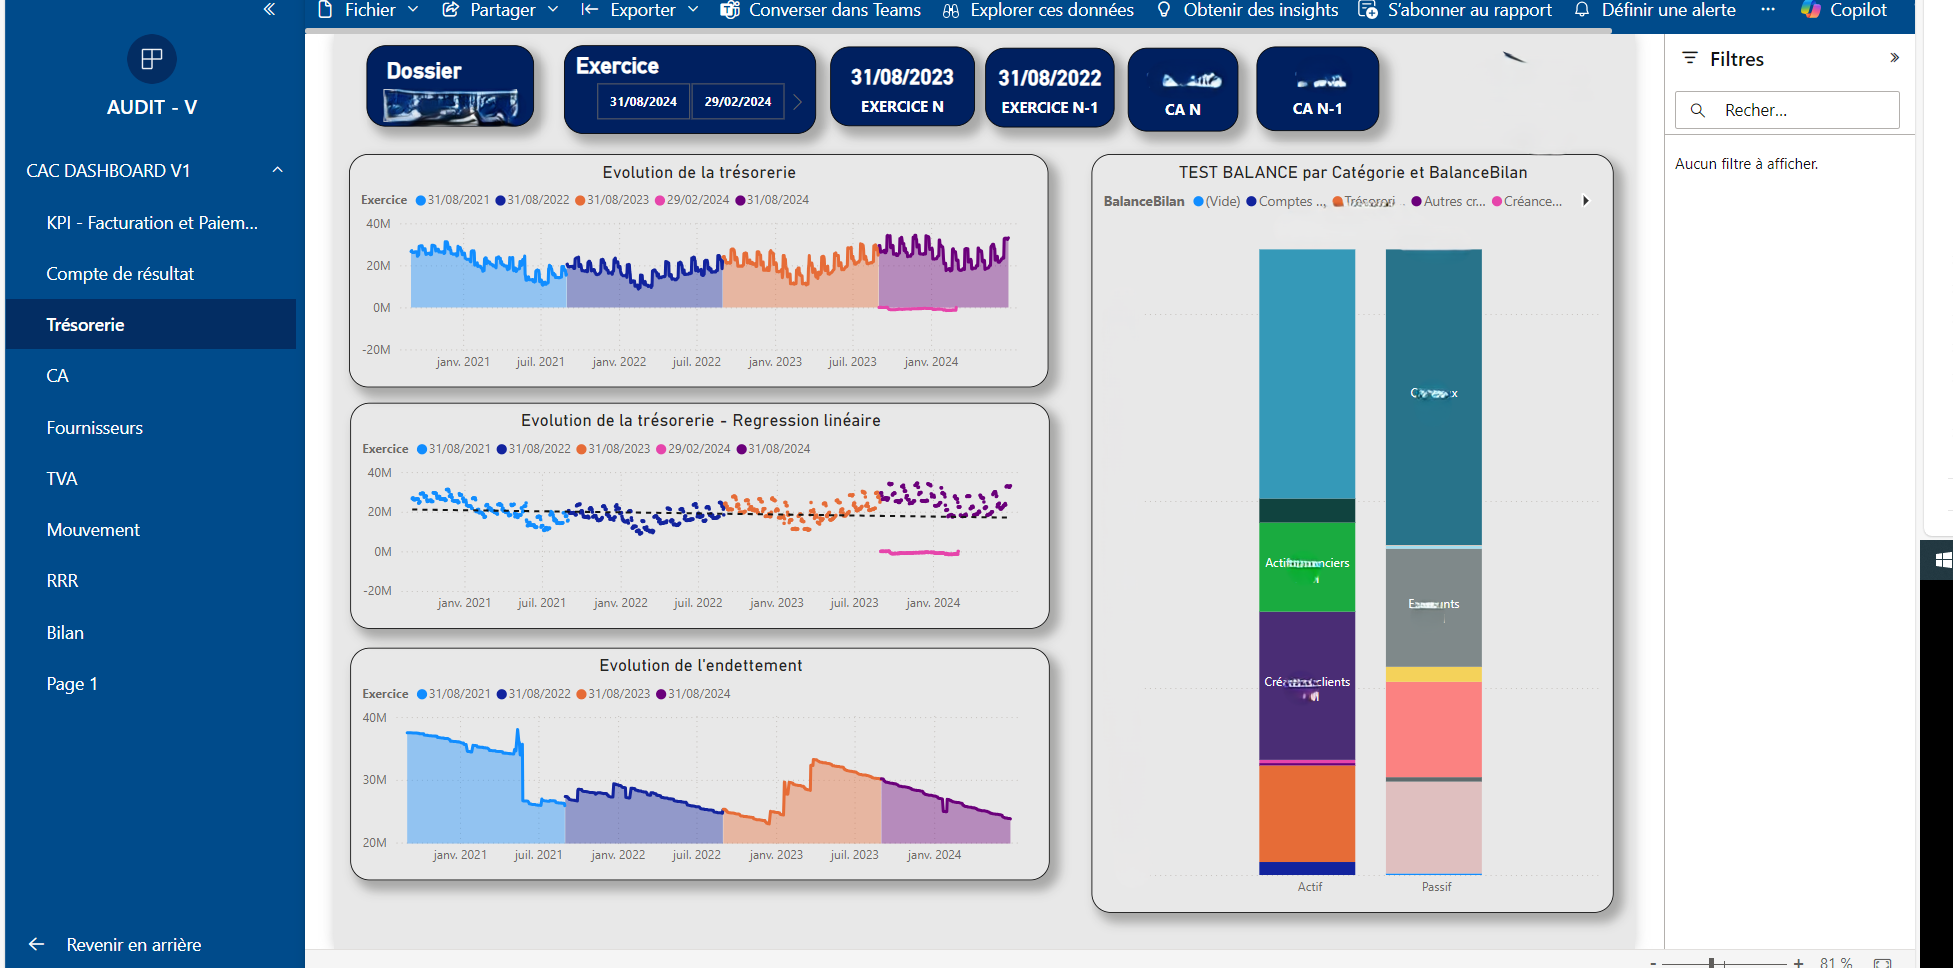 Fichier
Partager
Exporter
Converser dans Teams
Explorer ces données
Obtenir des insights
S'abonner au rapport
Définir une alerte
Copilot
AUDIT - V
CAC DASHBOARD V1
KPI - Facturation et Paiem...
Compte de résultat
Trésorerie
CA
Fournisseurs
TVA
Mouvement
RRR
Bilan
Page 1
Revenir en arrière
Dossier
Exercice
31/08/2024
29/02/2024
31/08/2023
EXERCICE N
31/08/2022
EXERCICE N-1
CA N
CA N-1
Evolution de la trésorerie
Exercice 31/08/2021 31/08/2022 31/08/2023 29/02/2024 31/08/2024
40M
20M
0M
-20M
janv. 2021 juil. 2021 janv. 2022 juil. 2022 janv. 2023 juil. 2023 janv. 2024
Evolution de la trésorerie - Regression linéaire
Exercice 31/08/2021 31/08/2022 31/08/2023 29/02/2024 31/08/2024
40M
20M
0M
-20M
janv. 2021 juil. 2021 janv. 2022 juil. 2022 janv. 2023 juil. 2023 janv. 2024
Evolution de l'endettement
Exercice 31/08/2021 31/08/2022 31/08/2023 31/08/2024
40M
30M
20M
janv. 2021 juil. 2021 janv. 2022 juil. 2022 janv. 2023 juil. 2023 janv. 2024
TEST BALANCE par Catégorie et BalanceBilan
BalanceBilan (Vide) Comptes ... Autres cr... Créance...
clients
Actif Passif
Filtres
Recher...
Aucun filtre à afficher.
81 %